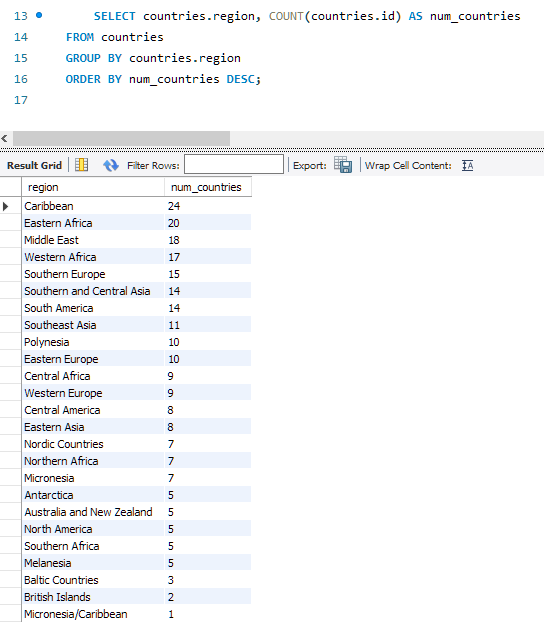 13 SELECT countries.region, COUNT(countries.id) AS num_countries
14 FROM countries
15 GROUP BY countries.region
16 ORDER BY num_countries DESC;
17
Result Grid Filter Rows: Export: Wrap Cell Content: IA
region num_countries
Caribbean 24
Eastern Africa 20
Middle East 18
Western Africa 17
Southern Europe 15
Southern and Central Asia 14
South America 14
Southeast Asia 11
Polynesia 10
Eastern Europe 10
Central Africa 9
Western Europe 9
Central America 8
Eastern Asia 8
Nordic Countries 7
Northern Africa 7
Micronesia 7
Antarctica 5
Australia and New Zealand 5
North America 5
Southern Africa 5
Melanesia 5
Baltic Countries 3
British Islands 2
Micronesia/Caribbean 1